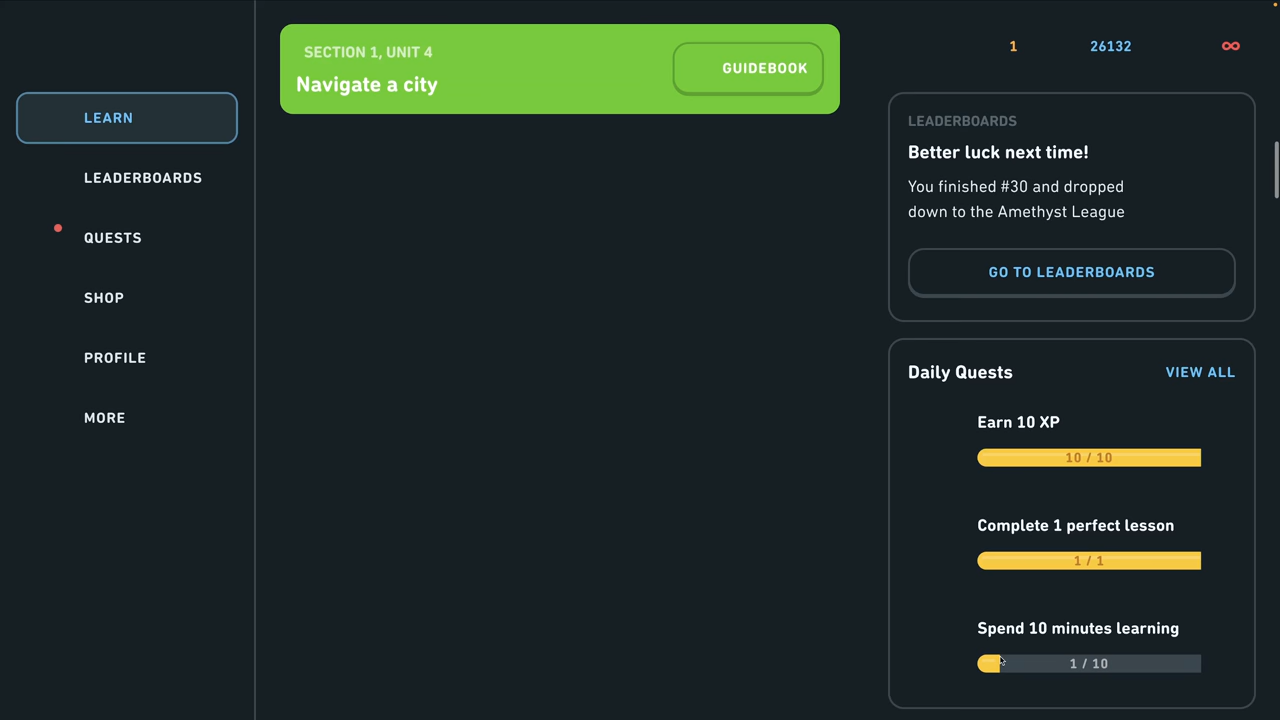 LEARN
LEADERBOARDS
QUESTS
SHOP
PROFILE
MORE
SECTION 1, UNIT 4
Navigate a city
GUIDEBOOK
1
26132
∞
LEADERBOARDS
Better luck next time!
You finished #30 and dropped
down to the Amethyst League
GO TO LEADERBOARDS
Daily Quests
VIEW ALL
Earn 10 XP
10 / 10
Complete 1 perfect lesson
1 / 1
Spend 10 minutes learning
1 / 10